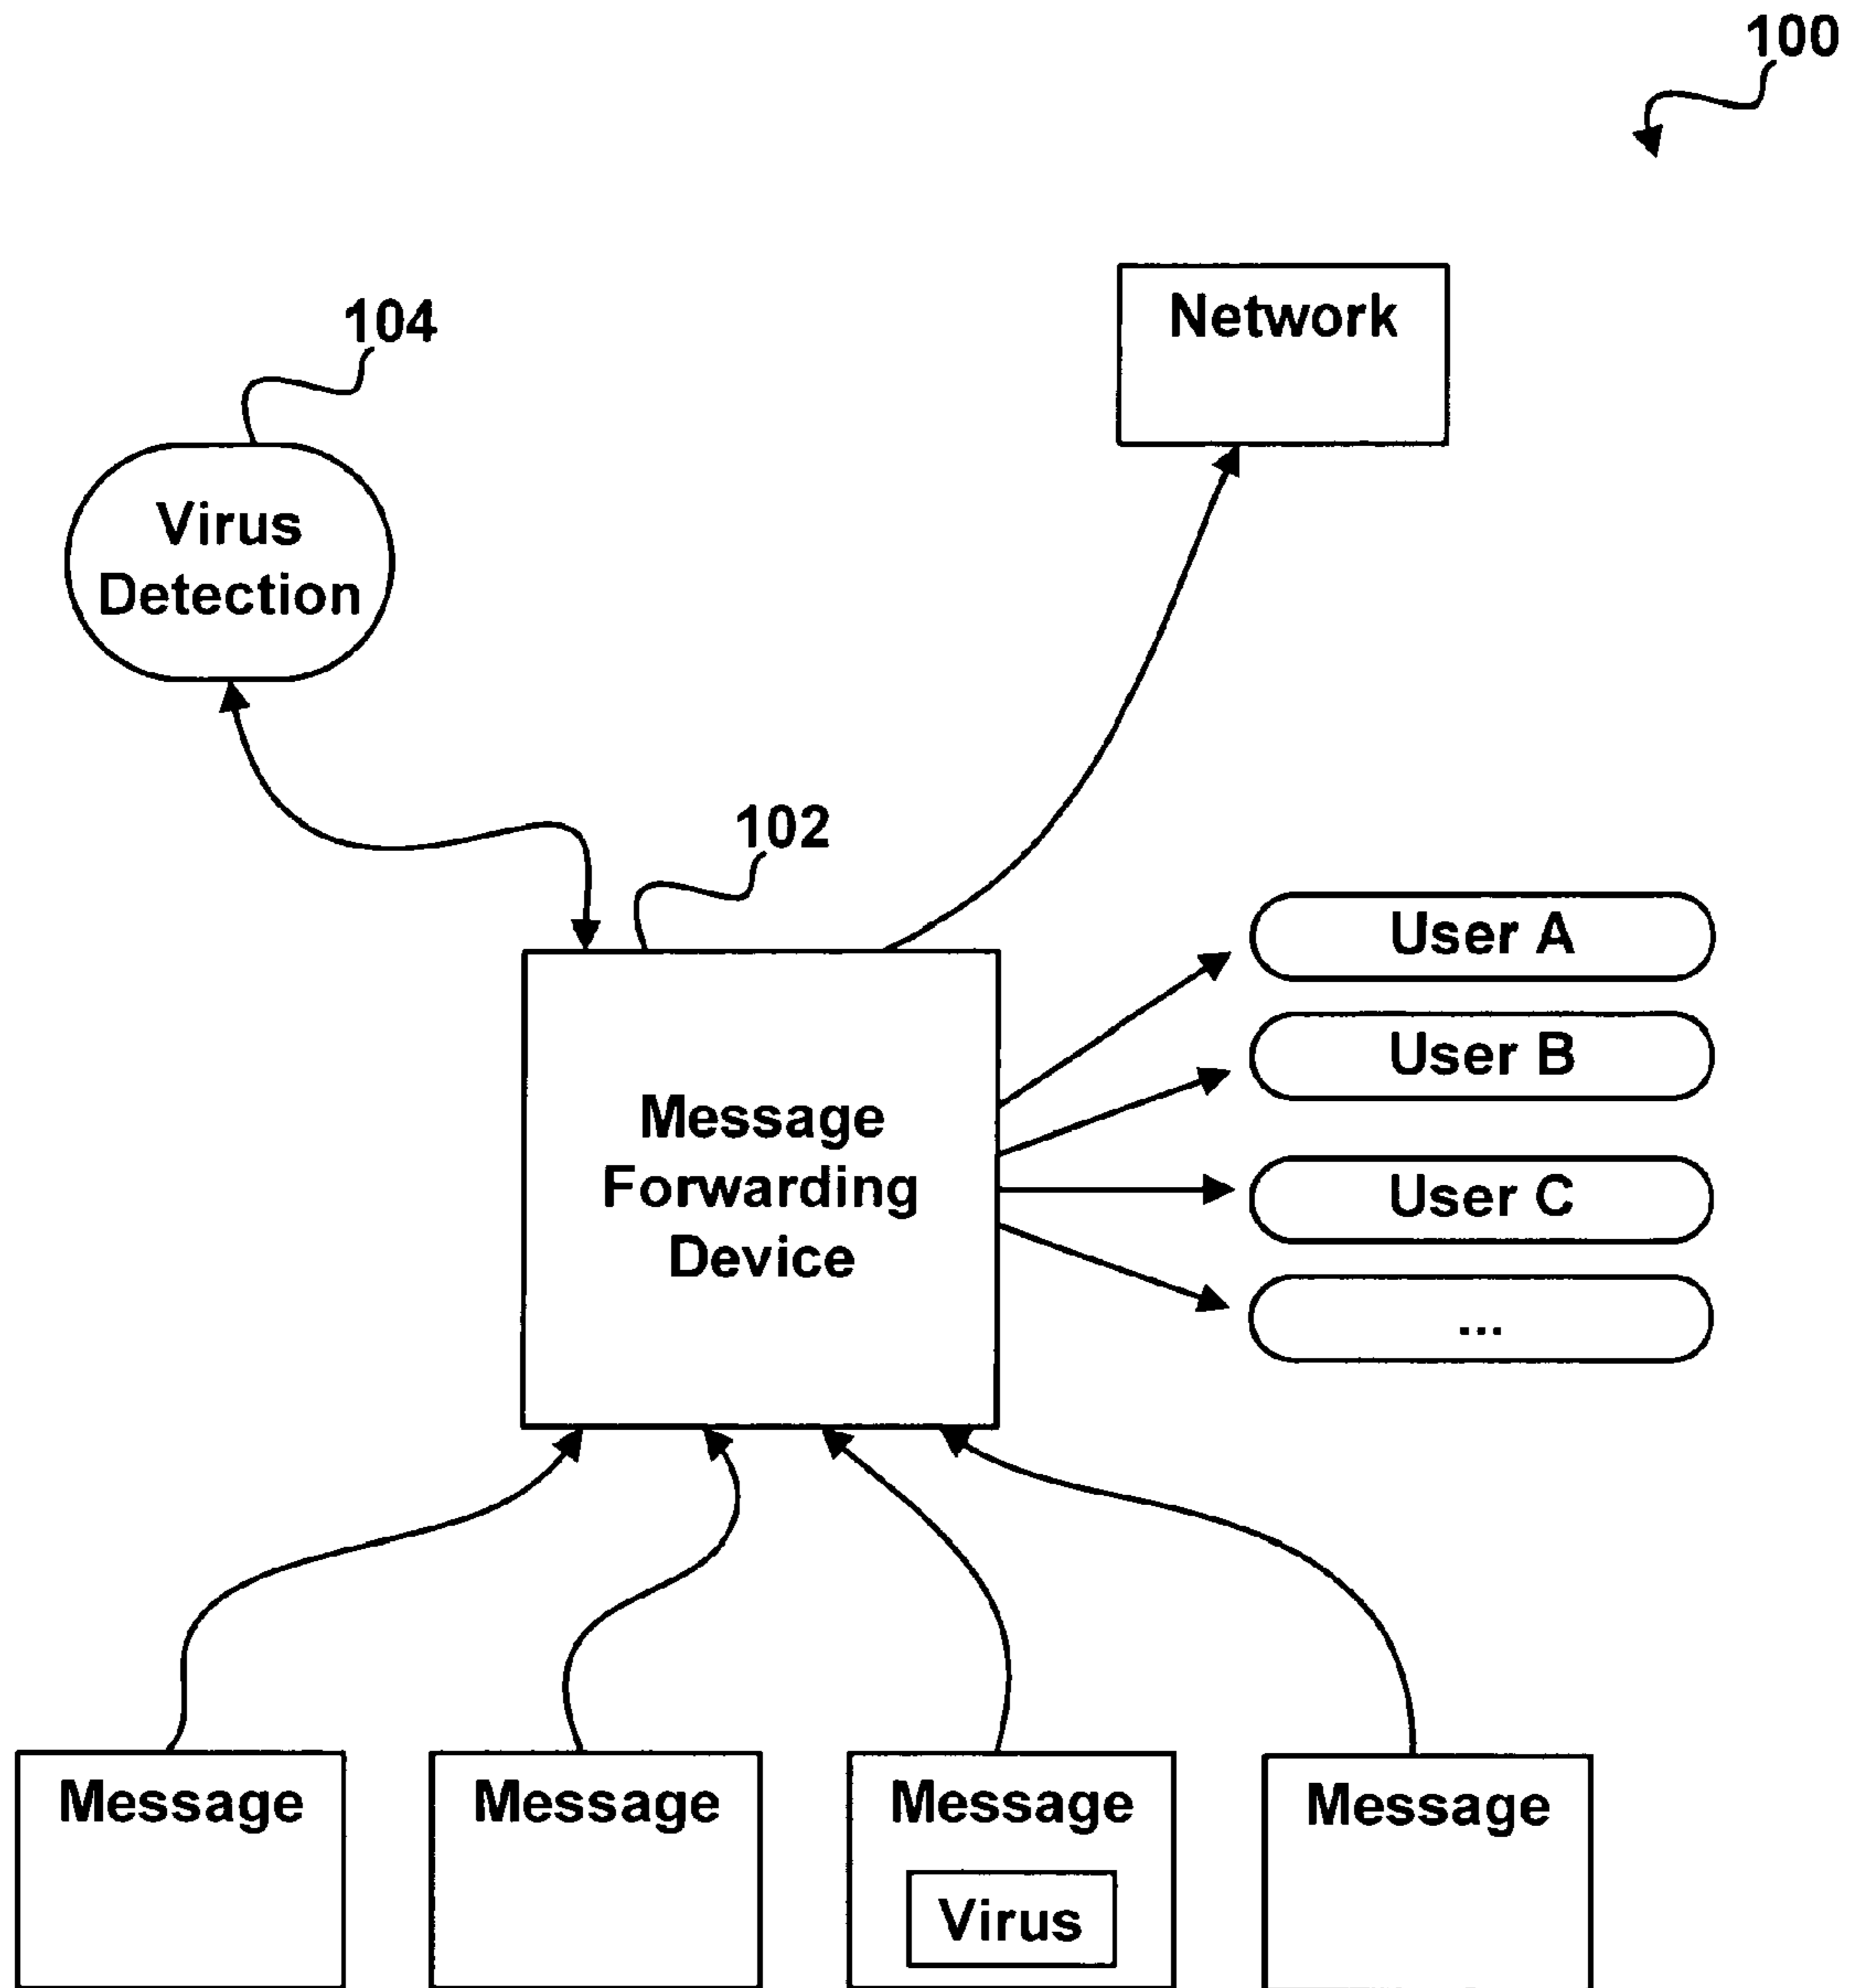 100
104
Network
Virus
Detection
102
User A
User B
User C
...
Message
Forwarding
Device
Message
Message
Message
Message
Virus